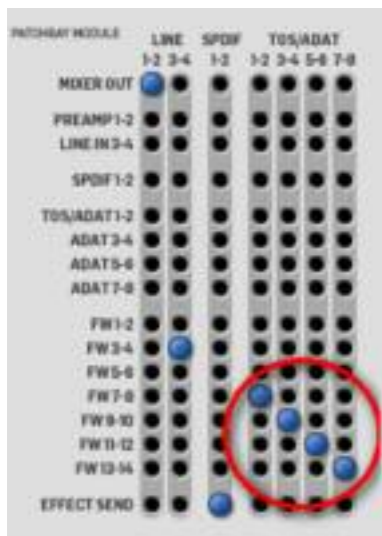 PATCHBAY MODULE
LINE SPDIF TOS/ADAT
1-2 3-4 1-2 1-2 3-4 5-6 7-8
MIXER OUT
PREAMP 1-2
LINE IN 3-4
SPDIF 1-2
TOS/ADAT 1-2
ADAT 3-4
ADAT 5-6
ADAT 7-8
FW 1-2
FW 3-4
FW 5-6
FW 7-8
FW 9-10
FW 11-12
FW 13-14
EFFECT SEND